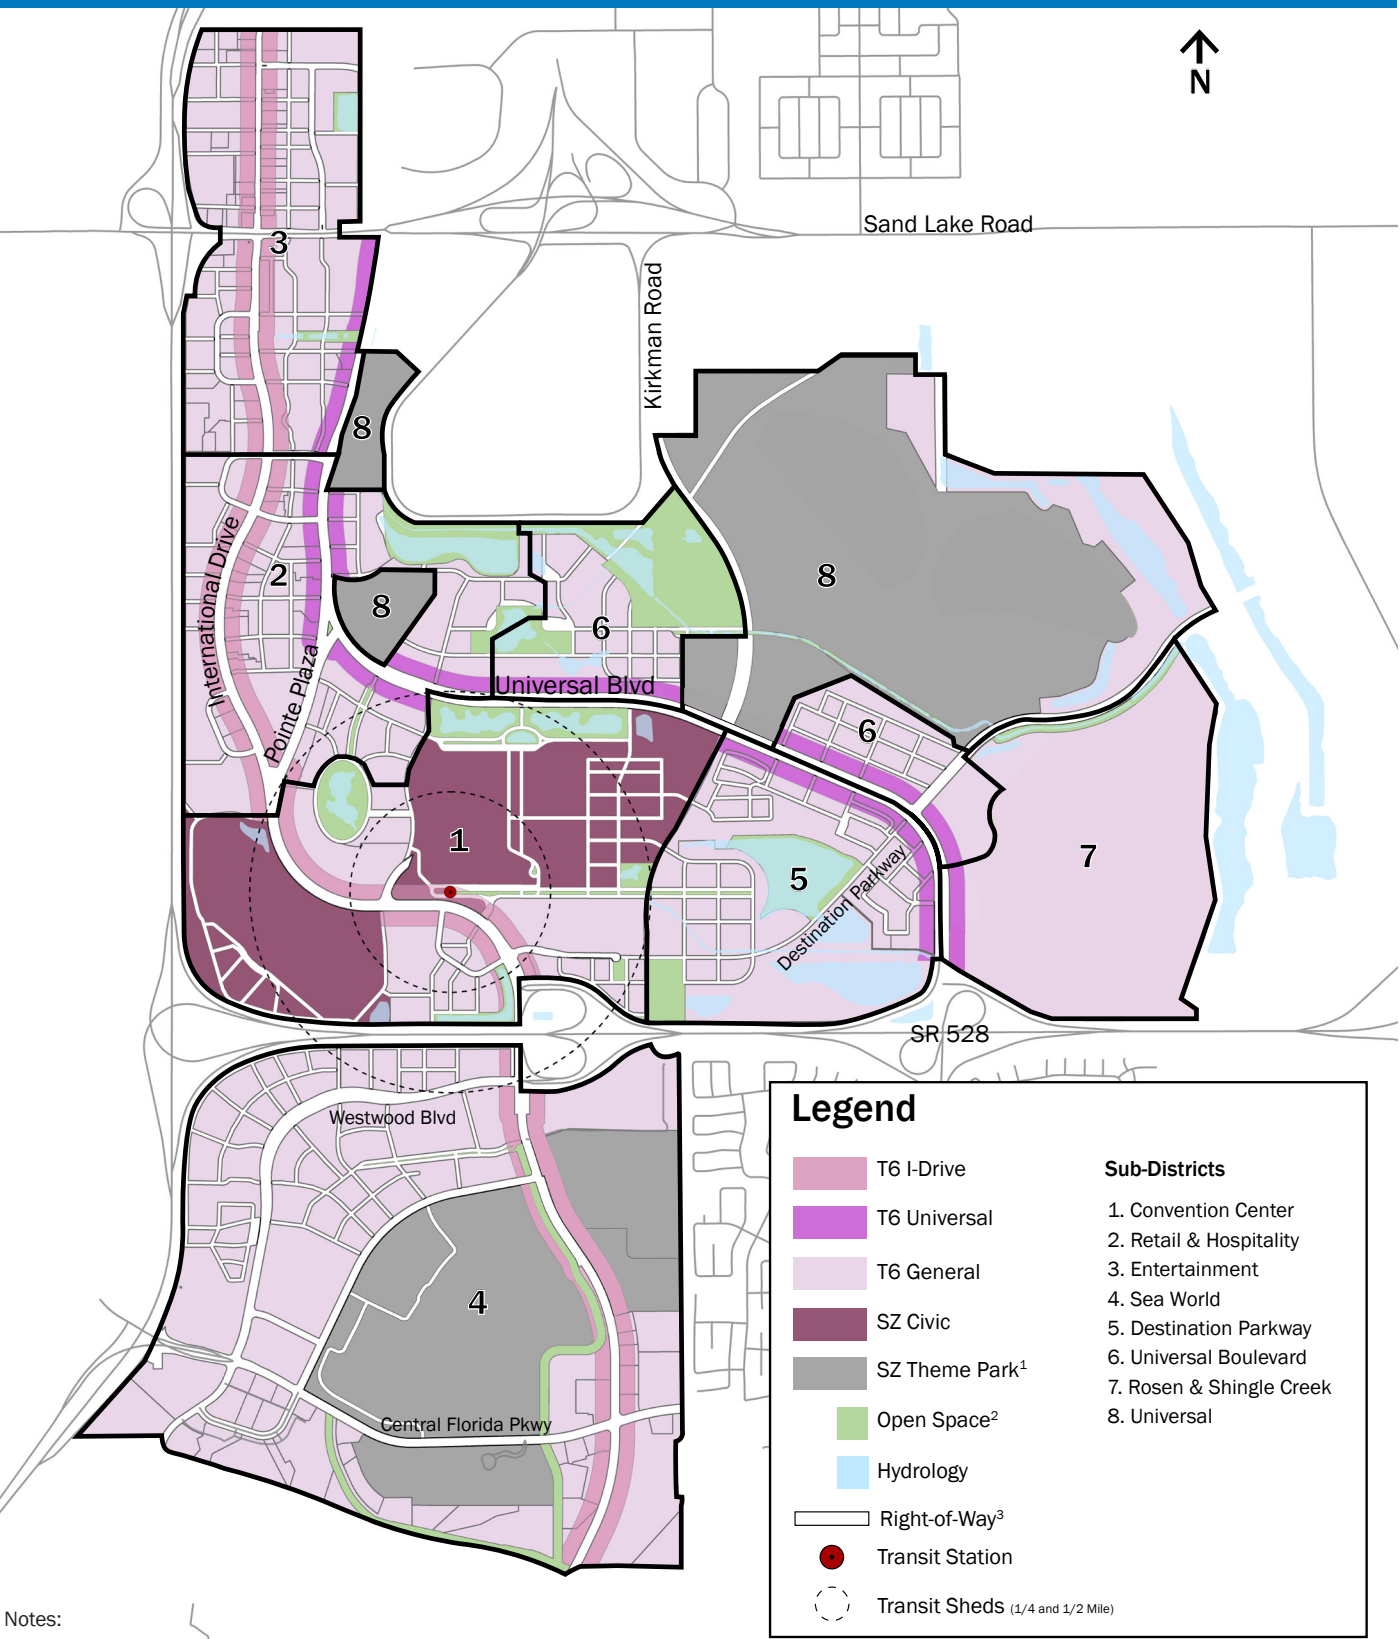 N
Sand Lake Road
3
Kirkman Road
8
International Drive
2
8
8
6
Pointe Plaza
Universal Blvd
6
1
5
7
Destination Parkway
SR 528
Westwood Blvd
4
Central Florida Pkwy
Legend
T6 I-Drive
T6 Universal
T6 General
SZ Civic
SZ Theme Park¹
Open Space²
Hydrology
Right-of-Way³
Transit Station
Transit Sheds (1/4 and 1/2 Mile)
Sub-Districts
1. Convention Center
2. Retail & Hospitality
3. Entertainment
4. Sea World
5. Destination Parkway
6. Universal Boulevard
7. Rosen & Shingle Creek
8. Universal
Notes: